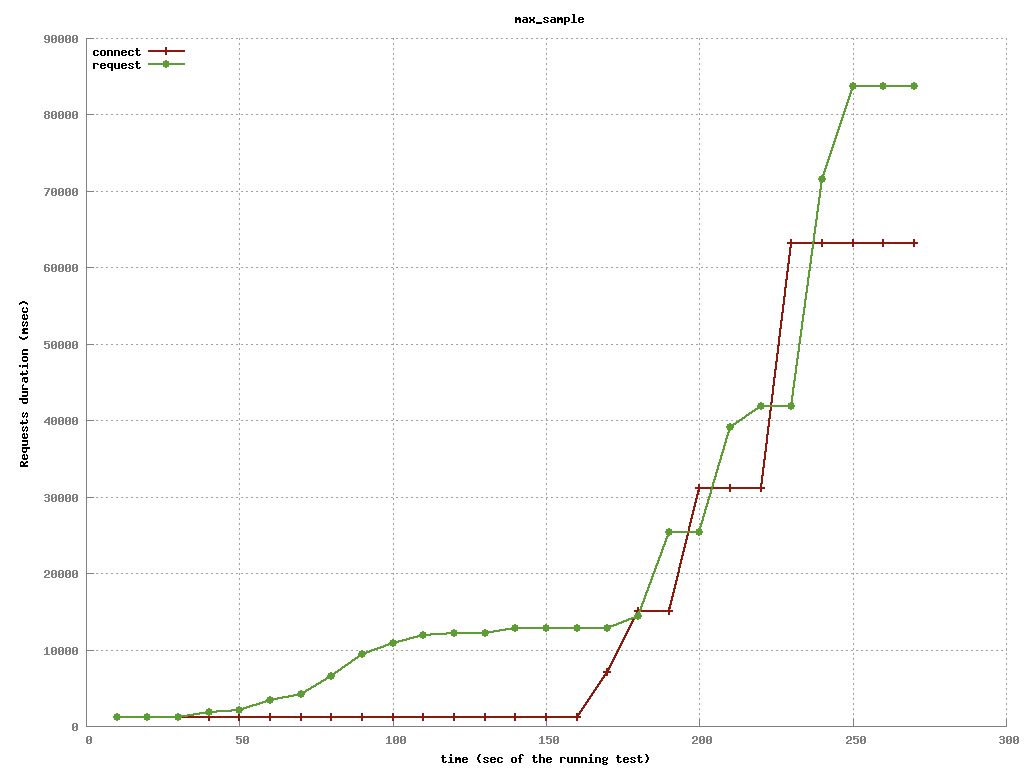 max_sample
connect
request
90000
80000
70000
60000
50000
40000
30000
20000
10000
0
Requests duration (msec)
0 50 100 150 200 250 300
time (sec of the running test)